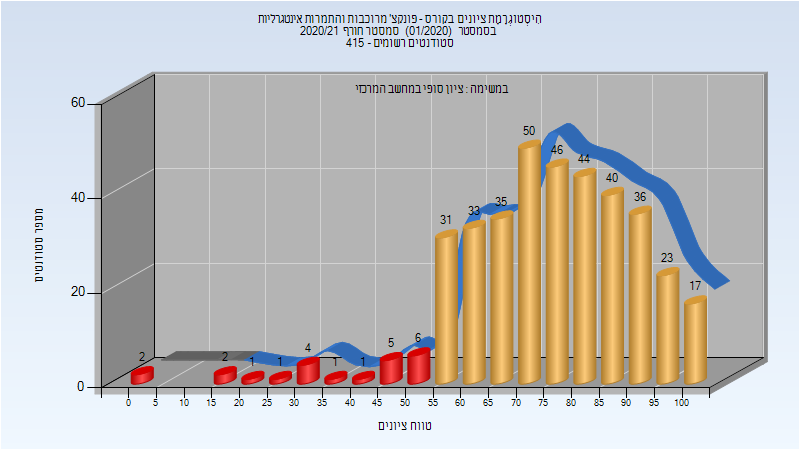 היסטוגרמת ציונים בקורס - פונקצ' מרוכבות והתמרות אינטגרליות
בסמסטר (01/2020) סמסטר חורף 2020/21
סטודנטים רשומים - 415
במשימה : ציון סופי במחשב המרכזי
מספר סטודנטים
60
40
20
0
2 2 1 1 4 1 1 5 6 31 33 35 50 46 44 40 36 23 17
0 5 10 15 20 25 30 35 40 45 50 55 60 65 70 75 80 85 90 95 100
טווח ציונים